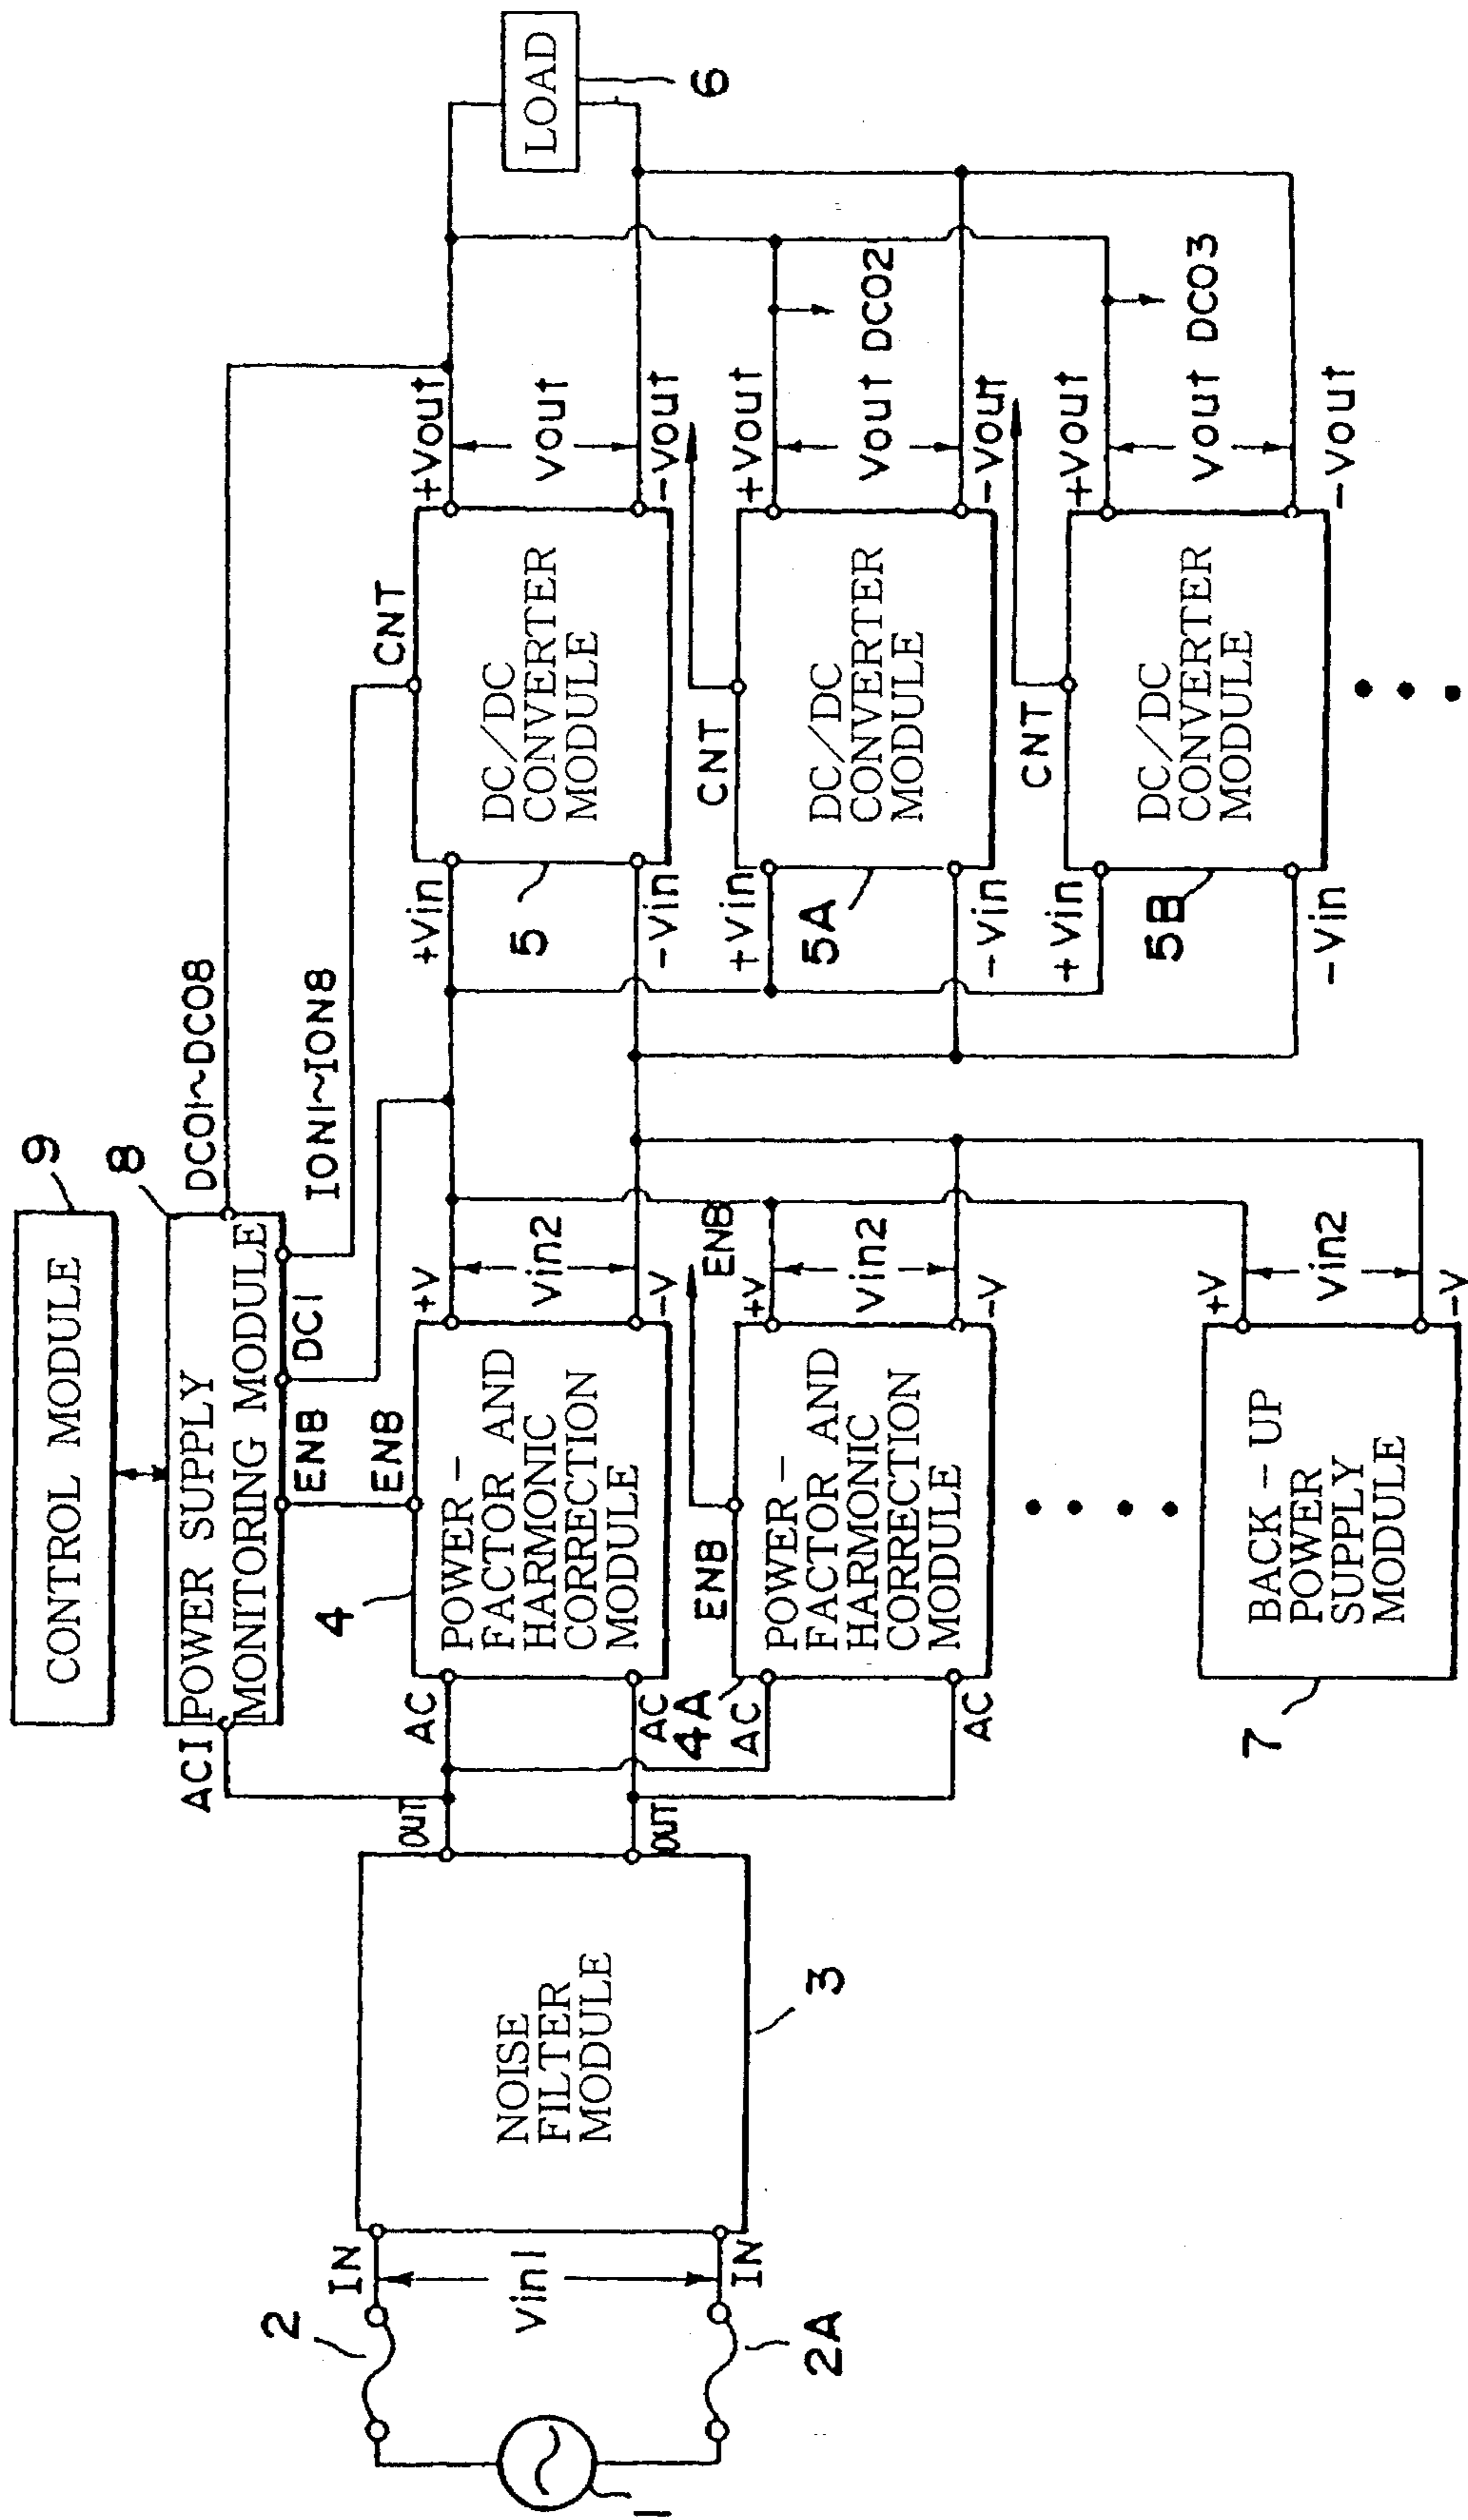 CONTROL MODULE
9
8
POWER SUPPLY
MONITORING MODULE
ACI
ENB
DCI
ION1~ION8
DCO1~DCO8
1
2
2A
IN
Vin1
IN
NOISE
FILTER
MODULE
3
OUT
OUT
AC
AC
4
ENB
POWER-
FACTOR AND
HARMONIC
CORRECTION
MODULE
+V
Vin2
-V
4A
AC
AC
ENB
ENB
POWER-
FACTOR AND
HARMONIC
CORRECTION
MODULE
+V
Vin2
-V
7
BACK-UP
POWER
SUPPLY
MODULE
+V
Vin2
-V
+Vin
-Vin
5
CNT
DC/DC
CONVERTER
MODULE
+Vout
Vout
-Vout
+Vin
-Vin
5A
CNT
DC/DC
CONVERTER
MODULE
+Vout
Vout
-Vout
DCO2
+Vin
-Vin
5B
CNT
DC/DC
CONVERTER
MODULE
+Vout
Vout
-Vout
DCO3
LOAD
6